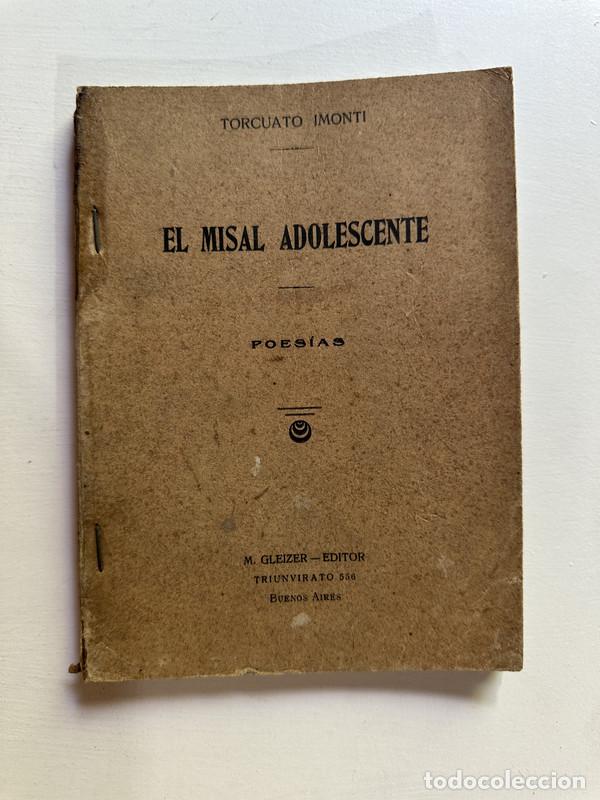 TORCUATO IMONTI
EL MISAL ADOLESCENTE
POESÍAS
M. GLEIZER — EDITOR
TRIUNVIRATO 556
BUENOS AIRES
todocoleccion